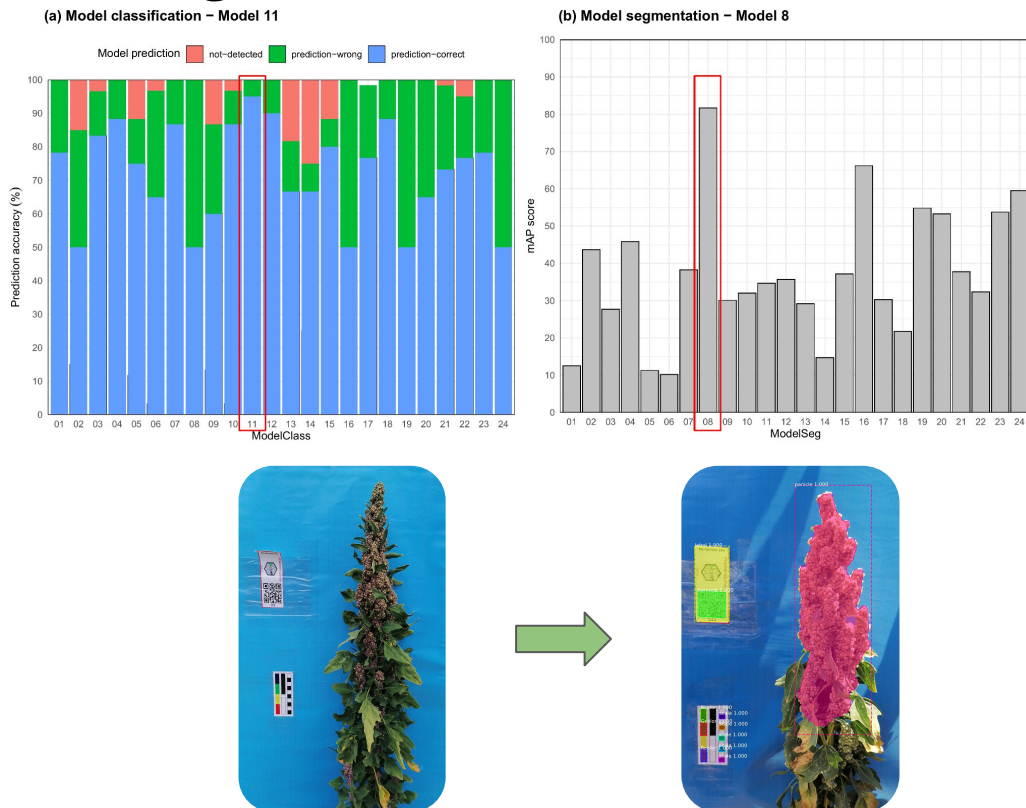 (a) Model classification − Model 11
Model prediction not−detected prediction−wrong prediction−correct
Prediction accuracy (%)
100
90
80
70
60
50
40
30
20
10
0
01 02 03 04 05 06 07 08 09 10 11 12 13 14 15 16 17 18 19 20 21 22 23 24
ModelClass
(b) Model segmentation − Model 8
mAP score
100
90
80
70
60
50
40
30
20
10
0
01 02 03 04 05 06 07 08 09 10 11 12 13 14 15 16 17 18 19 20 21 22 23 24
ModelSeg
panicle 1.000
label 1.000